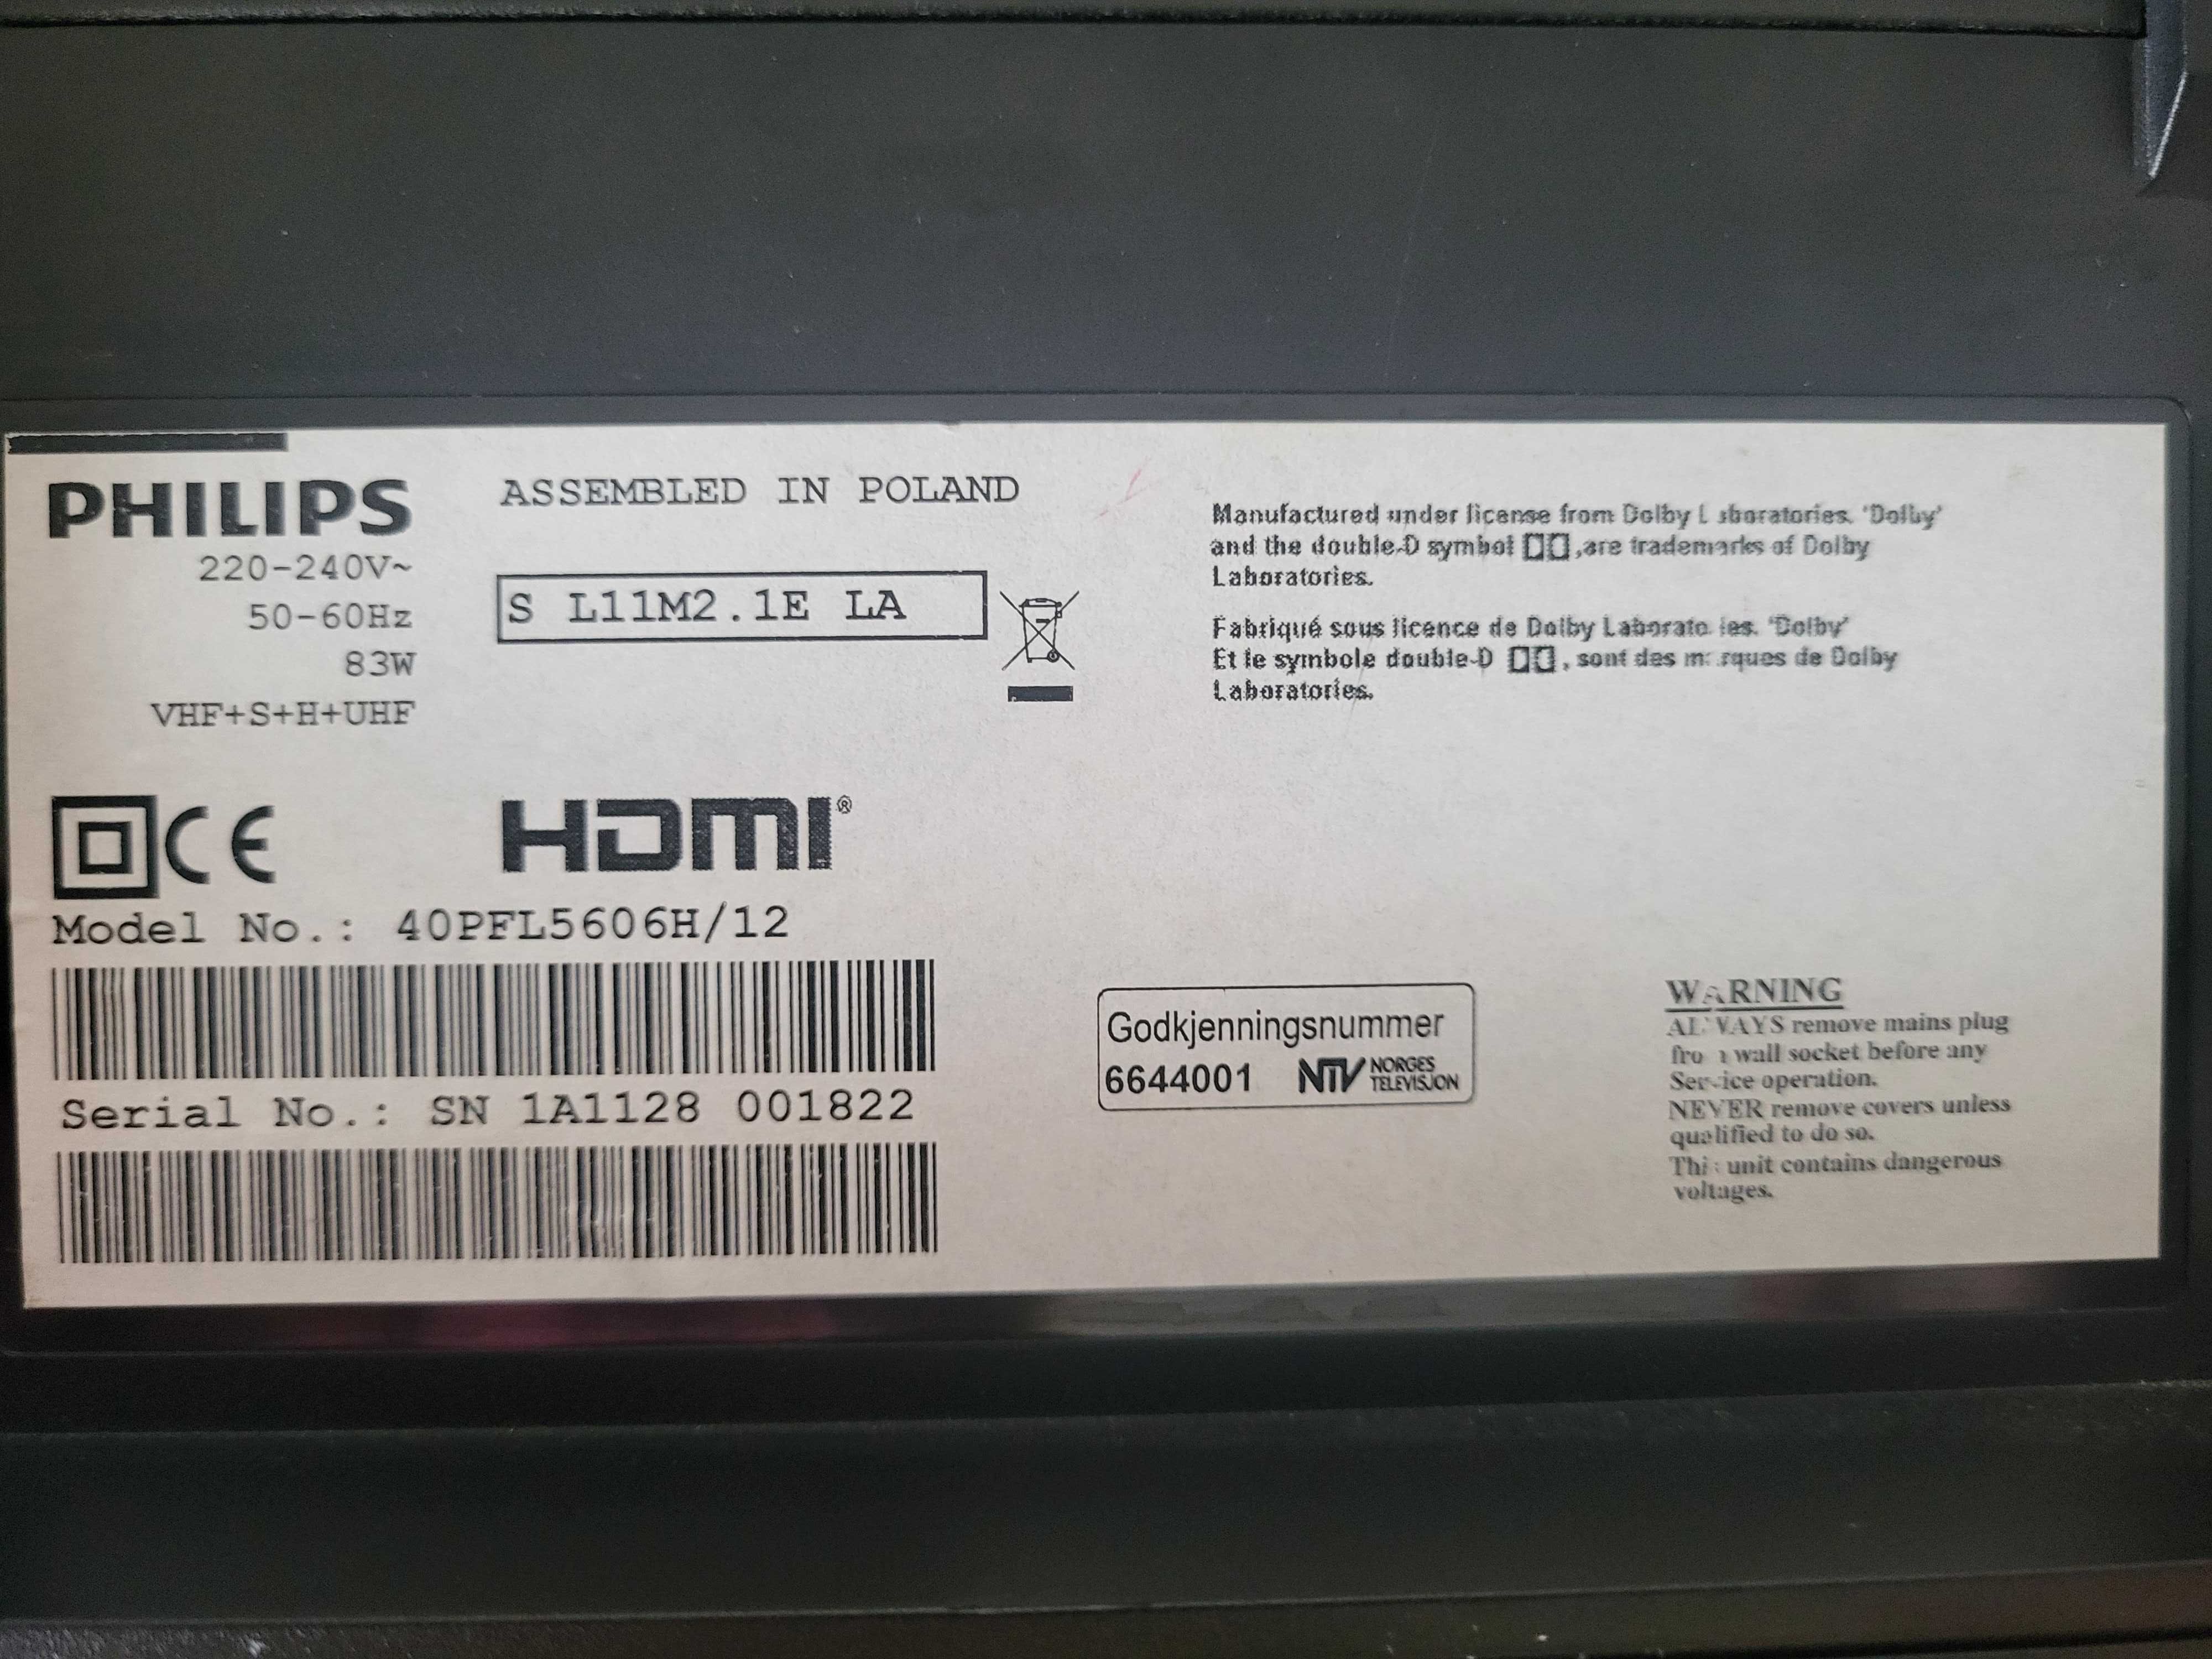 PHILIPS
220-240V~
50-60Hz
83W
VHF+S+H+UHF
ASSEMBLED IN POLAND
S L11M2.1E LA
CE
HDMI®
Model No.: 40PFL5606H/12
Serial No.: SN 1A1128 001822
Manufactured under license from Dolby Laboratories. 'Dolby'
and the double-D symbol ,are trademarks of Dolby
Laboratories.
Fabriqué sous licence de Dolby Laboratories. 'Dolby'
Et le symbole double-D , sont des marques de Dolby
Laboratories.
Godkjenningsnummer
6644001 NTV NORGES
TELEVISJON
WARNING
ALWAYS remove mains plug
from wall socket before any
Service operation.
NEVER remove covers unless
qualified to do so.
This unit contains dangerous
voltages.